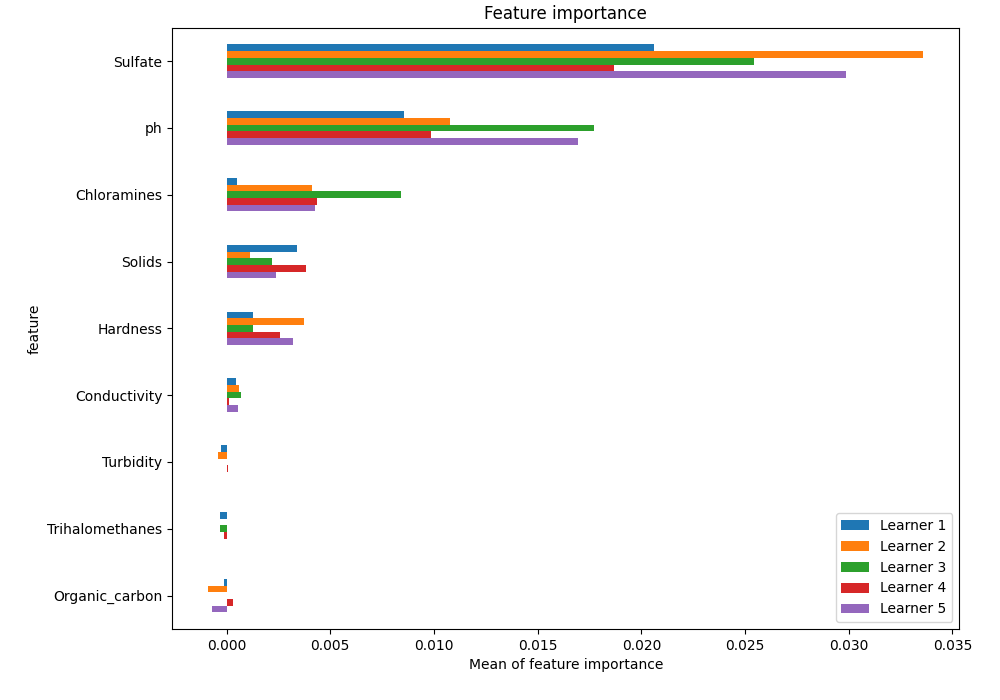 Feature importance
Sulfate
ph
Chloramines
Solids
Hardness
Conductivity
Turbidity
Trihalomethanes
Organic_carbon
feature
Learner 1
Learner 2
Learner 3
Learner 4
Learner 5
0.000 0.005 0.010 0.015 0.020 0.025 0.030 0.035
Mean of feature importance